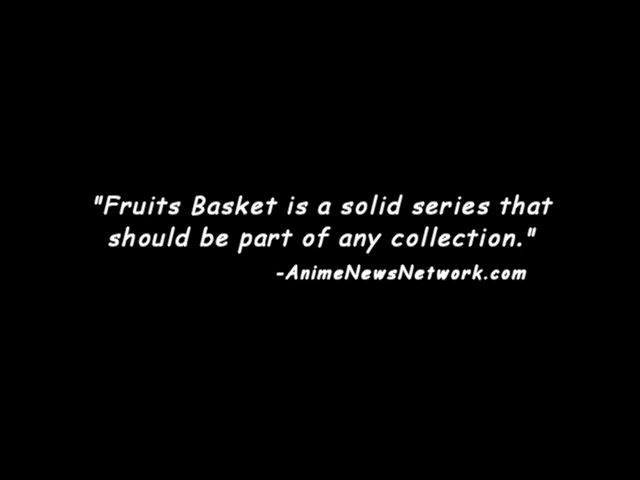 "Fruits Basket is a solid series that
should be part of any collection."
-AnimeNewsNetwork.com